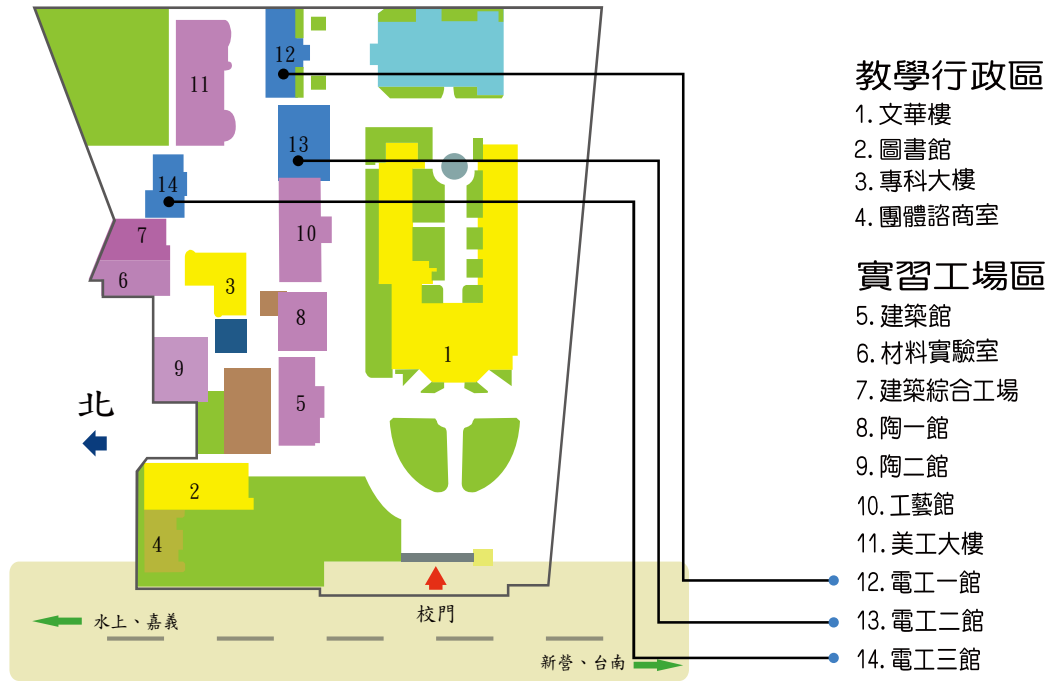 12
11
13
14
7
10
6
3
8
1
9
5
北
2
4
校門
水上、嘉義
新營、台南
教學行政區
1. 文華樓
2. 圖書館
3. 專科大樓
4. 團體諮商室
實習工場區
5. 建築館
6. 材料實驗室
7. 建築綜合工場
8. 陶一館
9. 陶二館
10. 工藝館
11. 美工大樓
12. 電工一館
13. 電工二館
14. 電工三館